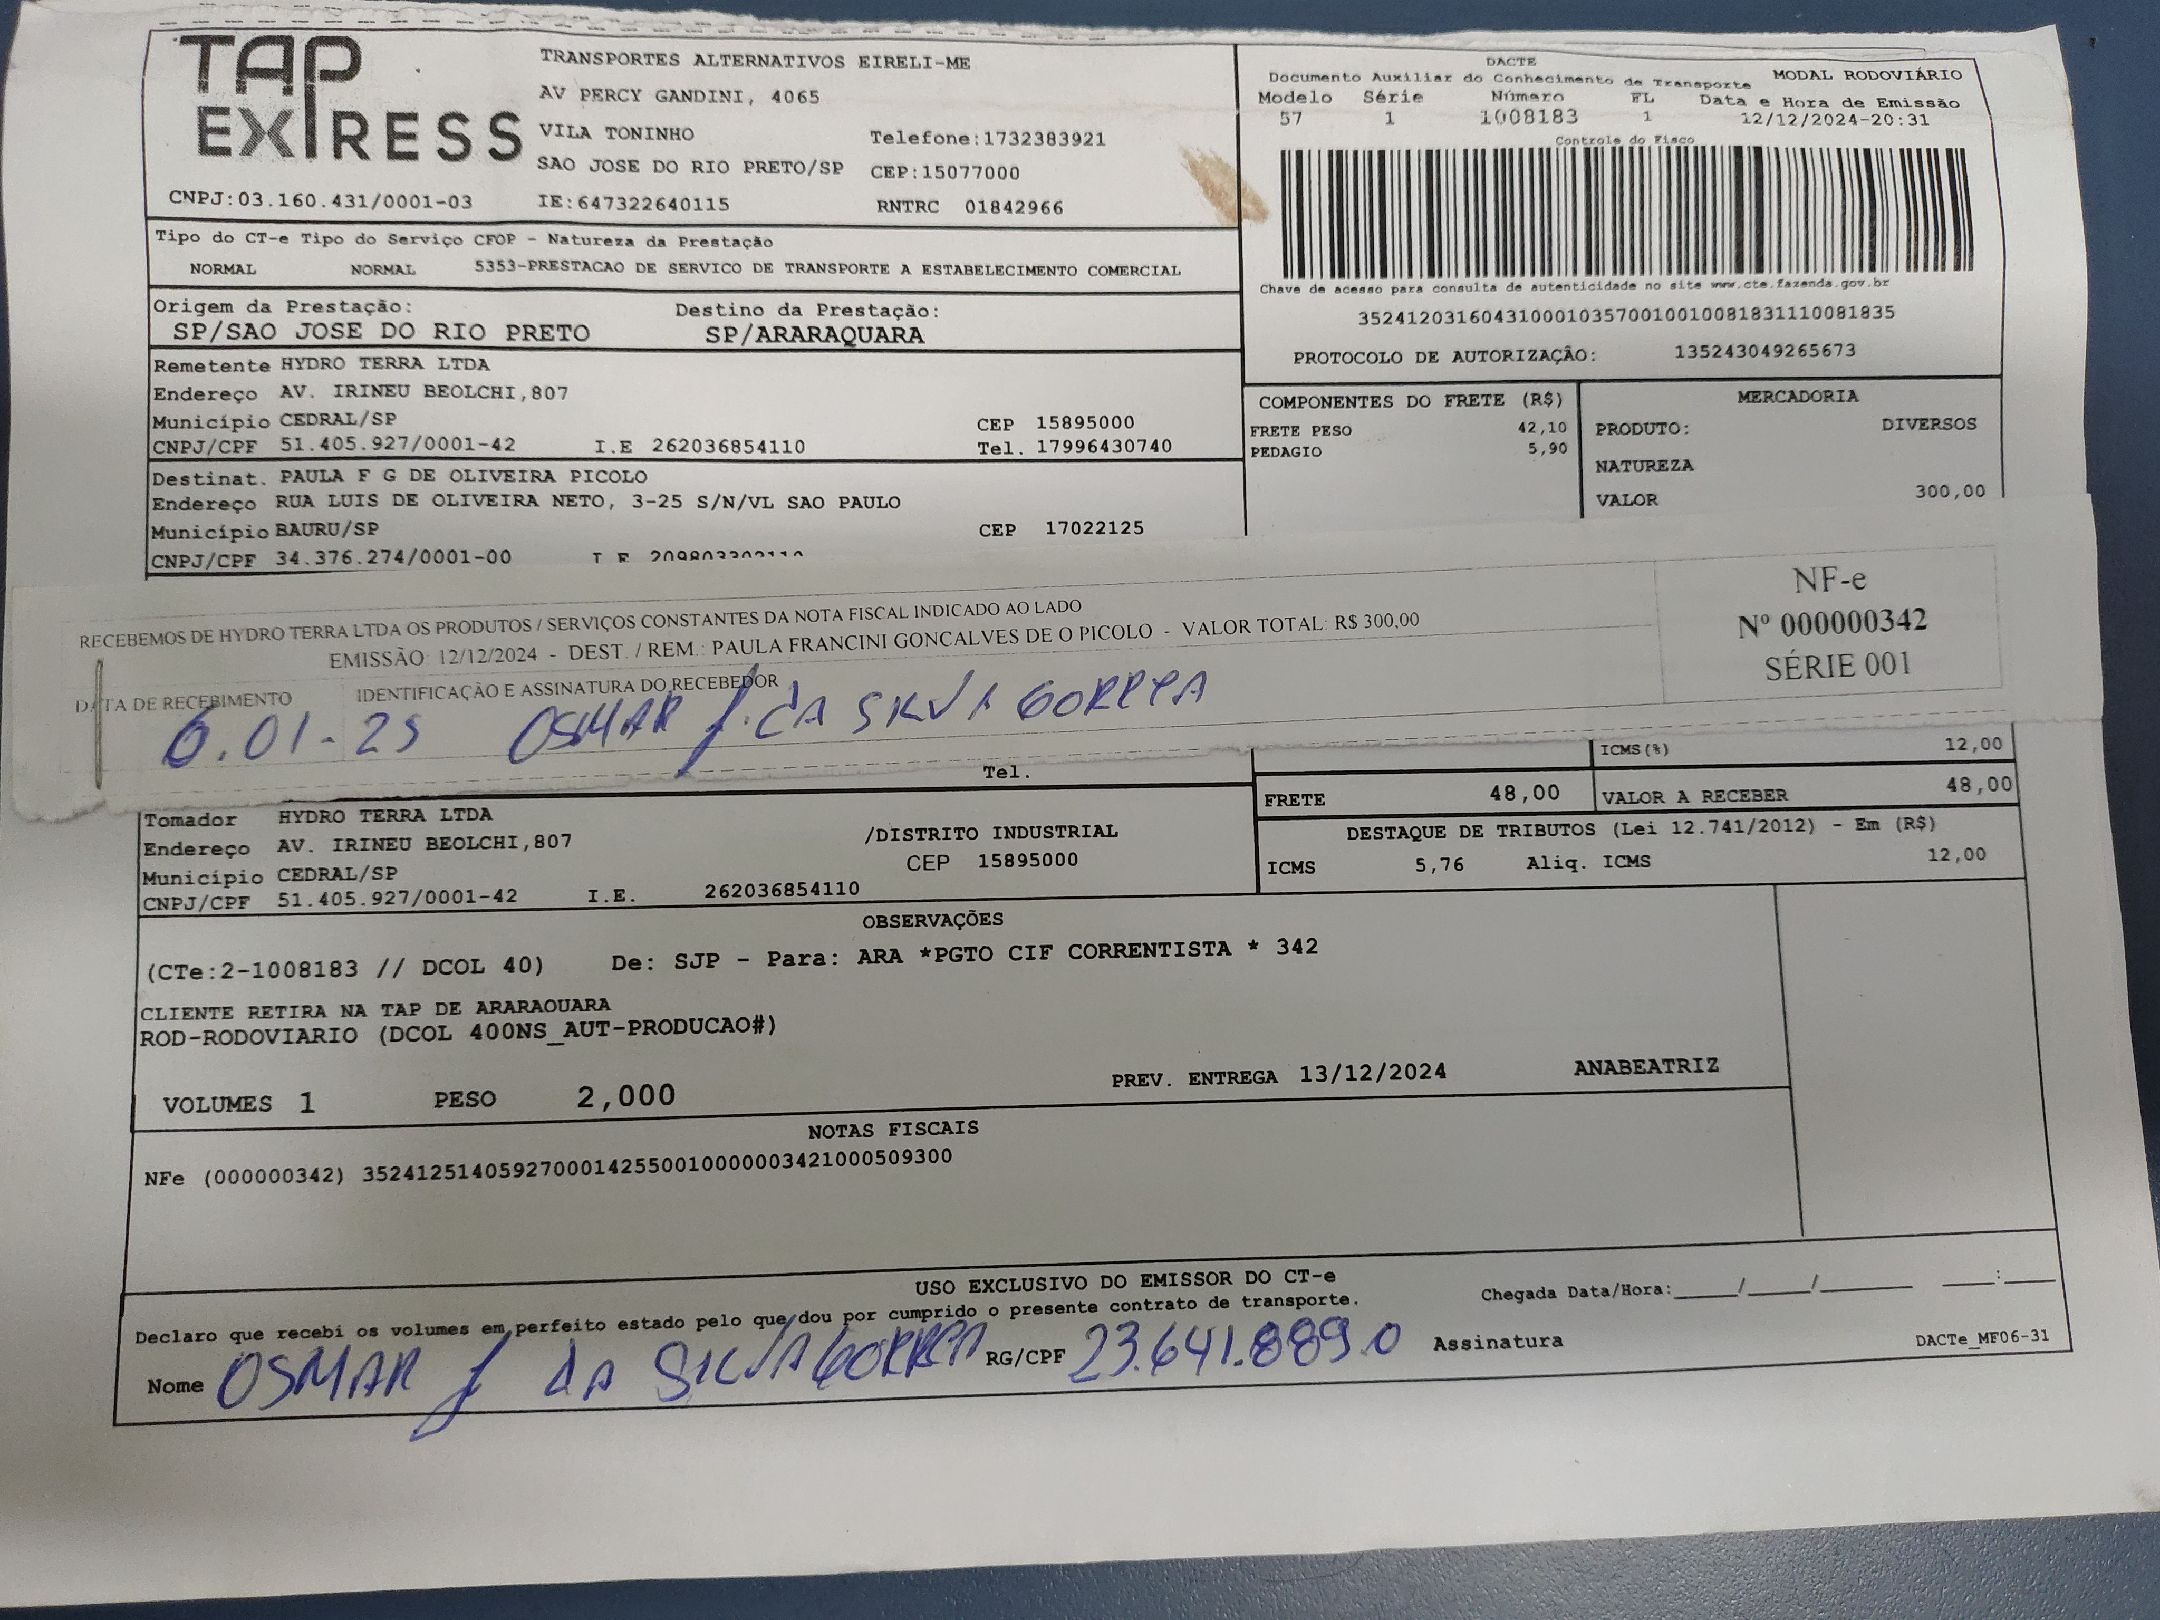 TAP EXPRESS
TRANSPORTES ALTERNATIVOS EIRELI-ME
AV PERCY GANDINI, 4065
VILA TONINHO Telefone:1732383921
SAO JOSE DO RIO PRETO/SP CEP:15077000
CNPJ:03.160.431/0001-03 IE:647322640115 RNTRC 01842966
DACTE
Documento Auxiliar do Conhecimento de Transporte MODAL RODOVIÁRIO
Modelo Série Número FL Data e Hora de Emissão
57 1 1008183 1 12/12/2024-20:31
Controle do Fisco
Chave de acesso para consulta de autenticidade no site www.cte.fazenda.gov.br
35241203160431000103570010010081831110081835
PROTOCOLO DE AUTORIZAÇÃO: 135243049265673
Tipo do CT-e Tipo do Serviço CFOP - Natureza da Prestação
NORMAL NORMAL 5353-PRESTACAO DE SERVICO DE TRANSPORTE A ESTABELECIMENTO COMERCIAL
Origem da Prestação: Destino da Prestação:
SP/SAO JOSE DO RIO PRETO SP/ARARAQUARA
Remetente HYDRO TERRA LTDA
Endereço AV. IRINEU BEOLCHI,807
Município CEDRAL/SP CEP 15895000
CNPJ/CPF 51.405.927/0001-42 I.E 262036854110 Tel. 17996430740
Destinat. PAULA F G DE OLIVEIRA PICOLO
Endereço RUA LUIS DE OLIVEIRA NETO, 3-25 S/N/VL SAO PAULO
Município BAURU/SP CEP 17022125
CNPJ/CPF 34.376.274/0001-00
COMPONENTES DO FRETE (R$)
FRETE PESO 42,10
PEDAGIO 5,90
MERCADORIA
PRODUTO: DIVERSOS
NATUREZA
VALOR 300,00
RECEBEMOS DE HYDRO TERRA LTDA OS PRODUTOS / SERVIÇOS CONSTANTES DA NOTA FISCAL INDICADO AO LADO
EMISSÃO: 12/12/2024 - DEST. / REM.: PAULA FRANCINI GONCALVES DE O PICOLO - VALOR TOTAL: R$ 300,00
DATA DE RECEBIMENTO IDENTIFICAÇÃO E ASSINATURA DO RECEBEDOR
6.01-25 OSMAR J. DA SILVA CORREA
NF-e
Nº 000000342
SÉRIE 001
Tel.
ICMS(%) 12,00
FRETE 48,00 VALOR A RECEBER 48,00
Tomador HYDRO TERRA LTDA
Endereço AV. IRINEU BEOLCHI,807 /DISTRITO INDUSTRIAL
Município CEDRAL/SP CEP 15895000
CNPJ/CPF 51.405.927/0001-42 I.E. 262036854110
DESTAQUE DE TRIBUTOS (Lei 12.741/2012) - Em (R$)
ICMS 5,76 Aliq. ICMS 12,00
OBSERVAÇÕES
(CTe:2-1008183 // DCOL 40) De: SJP - Para: ARA *PGTO CIF CORRENTISTA * 342
CLIENTE RETIRA NA TAP DE ARARAQUARA
ROD-RODOVIARIO (DCOL 400NS_AUT-PRODUCAO#)
VOLUMES 1 PESO 2,000 PREV. ENTREGA 13/12/2024 ANABEATRIZ
NOTAS FISCAIS
NFe (000000342) 35241251405927000142550010000003421000509300
USO EXCLUSIVO DO EMISSOR DO CT-e
Declaro que recebi os volumes em perfeito estado pelo que dou por cumprido o presente contrato de transporte. Chegada Data/Hora:_____/_____/________ ____:____
Nome OSMAR J DA SILVA CORREA RG/CPF 23.641.889.0 Assinatura DACTe_MF06-31